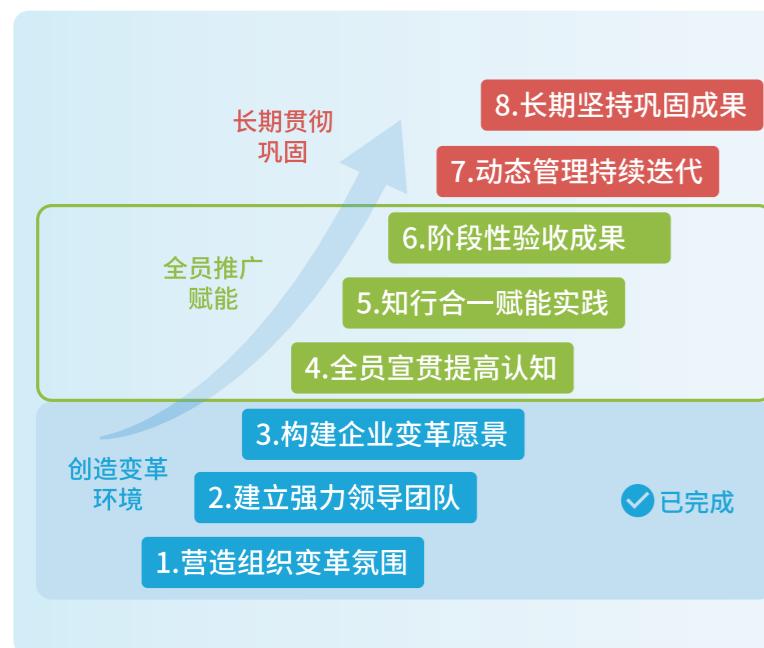 长期贯彻
巩固
8.长期坚持巩固成果
7.动态管理持续迭代
全员推广
赋能
6.阶段性验收成果
5.知行合一赋能实践
4.全员宣贯提高认知
创造变革
环境
3.构建企业变革愿景
2.建立强力领导团队
1.营造组织变革氛围
已完成